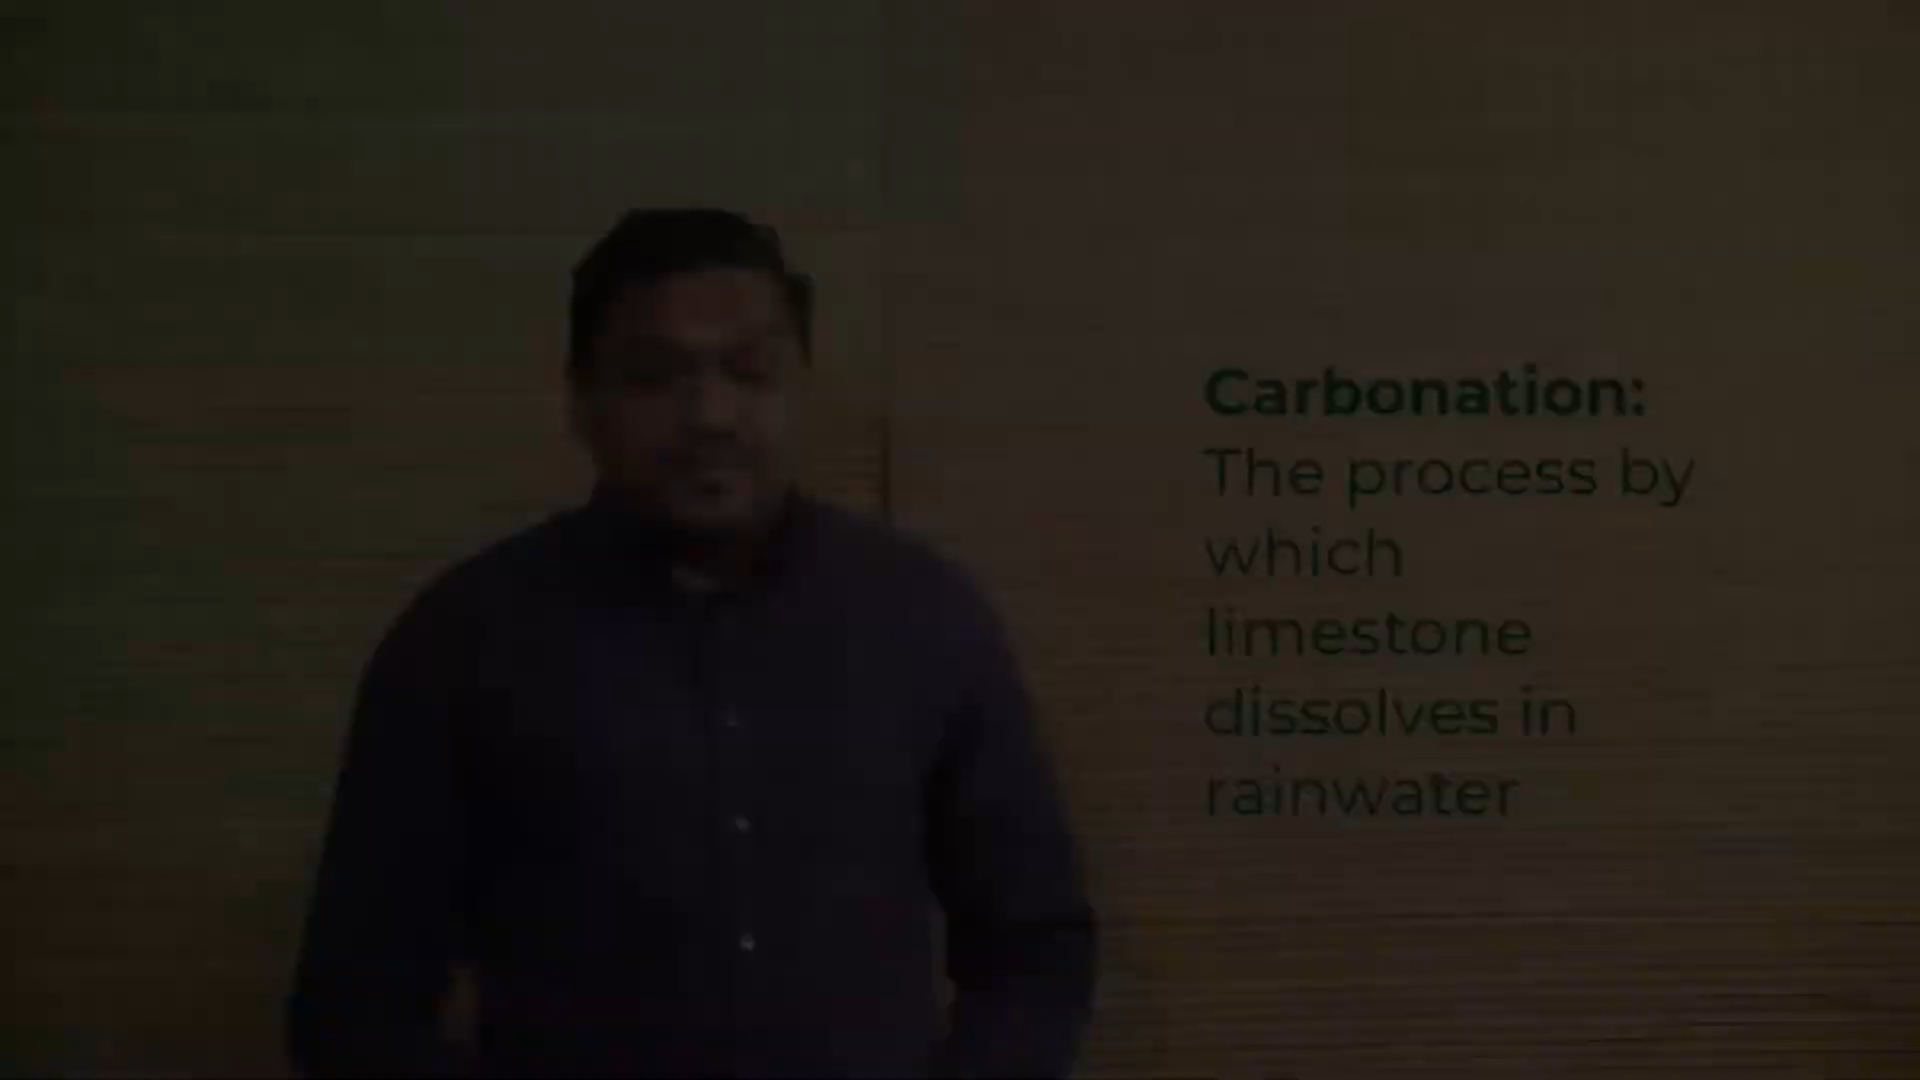 Carbonation:
The process by
which
limestone
dissolves in
rainwater